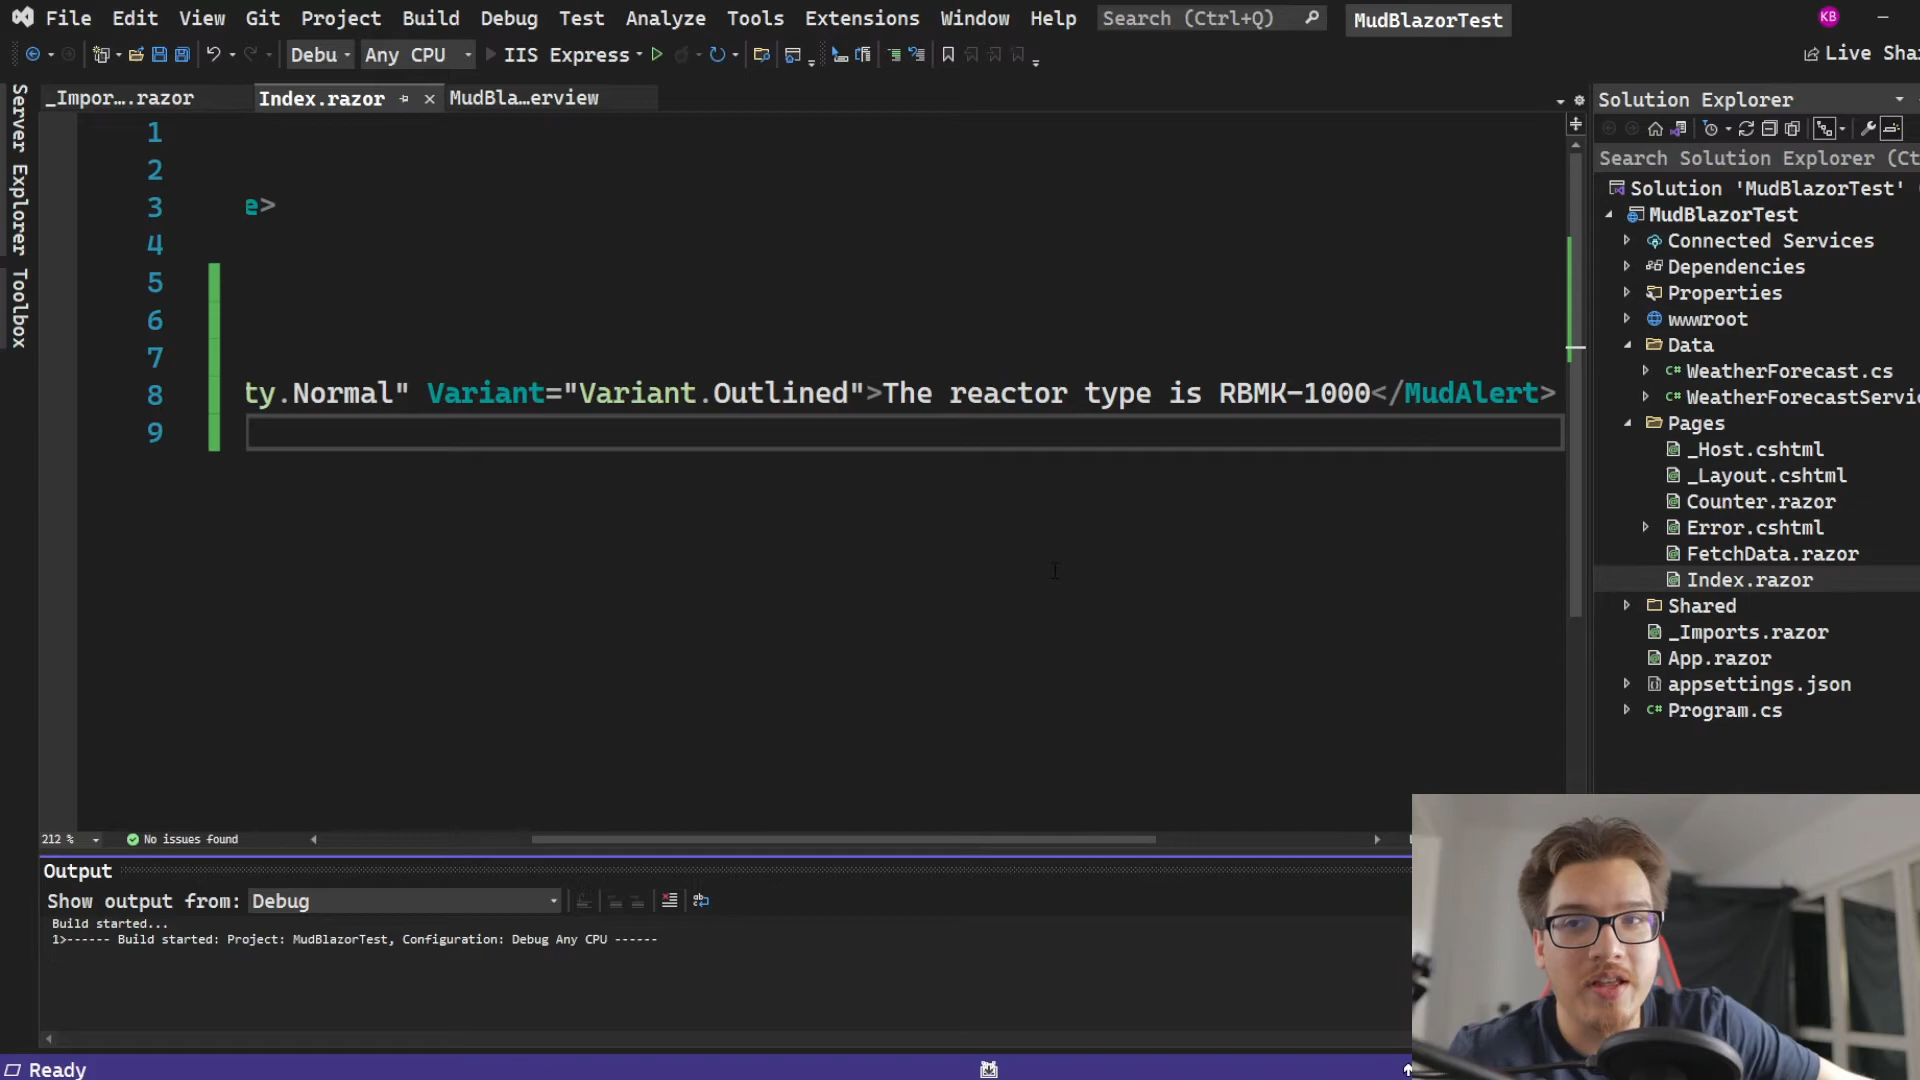 File Edit View Git Project Build Debug Test Analyze Tools Extensions Window Help Search (Ctrl+Q) MudBlazorTest KB
Debu Any CPU IIS Express Live Sha
Server Explorer
Toolbox
_Impor....razor Index.razor MudBla...erview
1
2
3 e>
4
5
6
7
8 ty.Normal" Variant="Variant.Outlined">The reactor type is RBMK-1000</MudAlert>
9
212 % No issues found
Output
Show output from: Debug
Build started...
1>------ Build started: Project: MudBlazorTest, Configuration: Debug Any CPU ------
Ready
Solution Explorer
Search Solution Explorer (Ct
Solution 'MudBlazorTest' (
MudBlazorTest
Connected Services
Dependencies
Properties
wwwroot
Data
C# WeatherForecast.cs
C# WeatherForecastServi
Pages
_Host.cshtml
_Layout.cshtml
Counter.razor
Error.cshtml
FetchData.razor
Index.razor
Shared
_Imports.razor
App.razor
appsettings.json
C# Program.cs